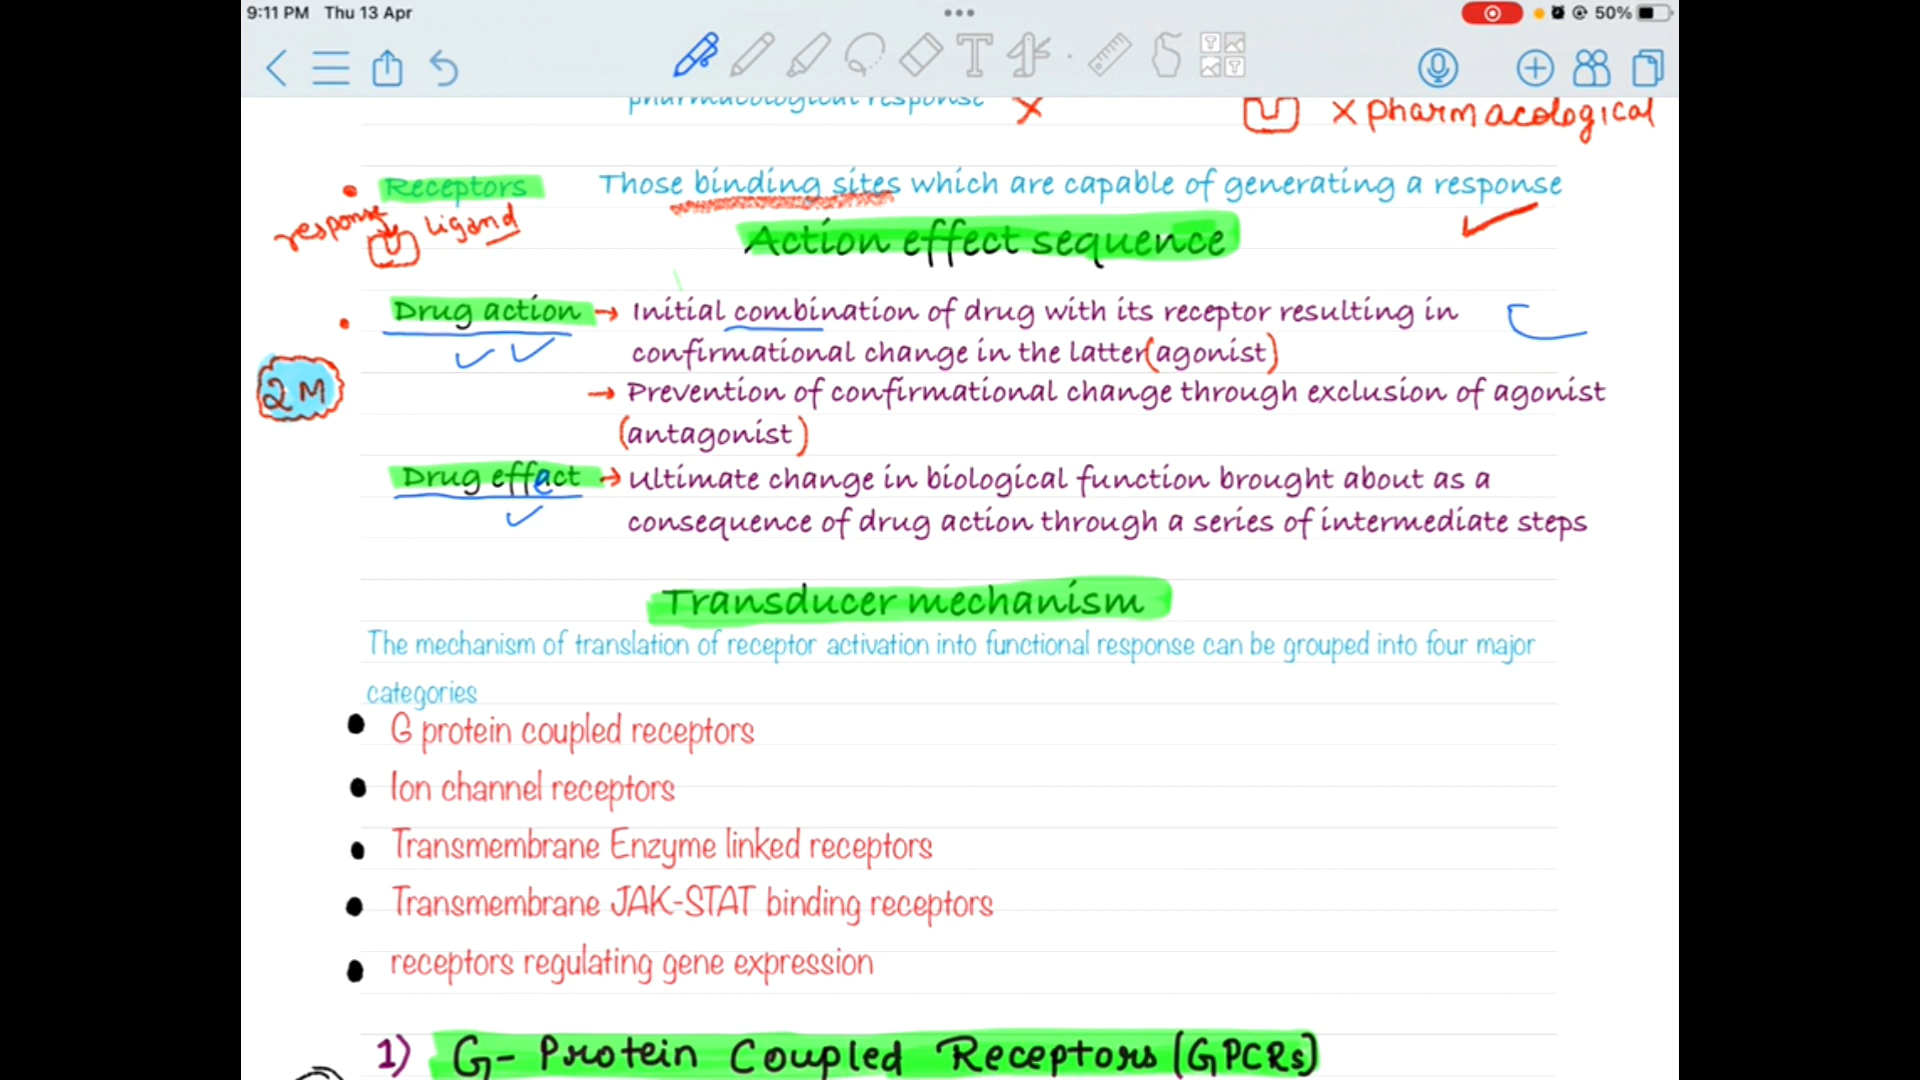 9:11 PM Thu 13 Apr
50%
pharmacological response X
X pharmacological
Receptors Those binding sites which are capable of generating a response
response ligand
Action effect sequence
Drug action → Initial combination of drug with its receptor resulting in
confirmational change in the latter(agonist)
2M
→ Prevention of confirmational change through exclusion of agonist
(antagonist)
Drug effect → Ultimate change in biological function brought about as a
consequence of drug action through a series of intermediate steps
Transducer mechanism
The mechanism of translation of receptor activation into functional response can be grouped into four major
categories
• G protein coupled receptors
• Ion channel receptors
• Transmembrane Enzyme linked receptors
• Transmembrane JAK-STAT binding receptors
• receptors regulating gene expression
1) G- Protein Coupled Receptors (GPCRs)